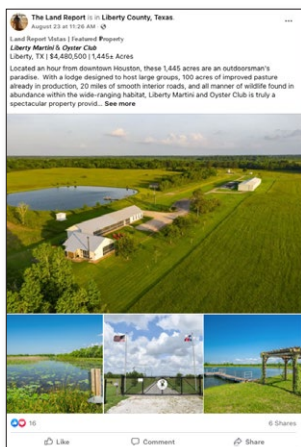 The Land Report is in Liberty County, Texas.
August 23 at 11:26 AM ·
Land Report Vistas | Featured Property
Liberty Martini & Oyster Club
Liberty, TX | $4,480,500 | 1,445± Acres
Located an hour from downtown Houston, these 1,445 acres are an outdoorsman's
paradise. With a lodge designed to host large groups, 100 acres of improved pasture
already in production, 20 miles of smooth interior roads, and all manner of wildlife found in
abundance within the wide-ranging habitat, Liberty Martini and Oyster Club is truly a
spectacular property provid... See more
16
6 Shares
Like
Comment
Share